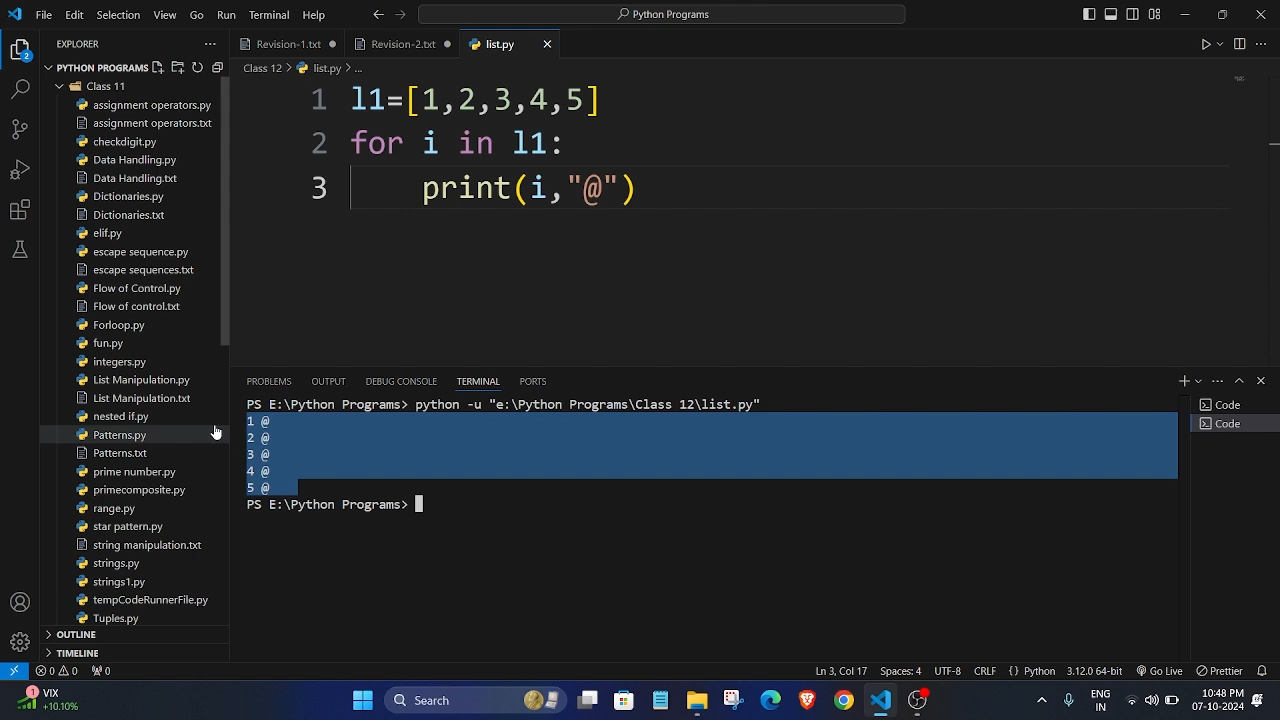 File Edit Selection View Go Run Terminal Help
Python Programs
EXPLORER
Revision-1.txt
Revision-2.txt
list.py
PYTHON PROGRAMS
Class 12 > list.py > ...
Class 11
assignment operators.py
assignment operators.txt
checkdigit.py
Data Handling.py
Data Handling.txt
Dictionaries.py
Dictionaries.txt
elif.py
escape sequence.py
escape sequences.txt
Flow of Control.py
Flow of control.txt
Forloop.py
fun.py
integers.py
List Manipulation.py
List Manipulation.txt
nested if.py
Patterns.py
Patterns.txt
prime number.py
primecomposite.py
range.py
star pattern.py
string manipulation.txt
strings.py
strings1.py
tempCodeRunnerFile.py
Tuples.py
OUTLINE
TIMELINE
1 l1=[1,2,3,4,5]
2 for i in l1:
3     print(i,"@")
PROBLEMS OUTPUT DEBUG CONSOLE TERMINAL PORTS
PS E:\Python Programs> python -u "e:\Python Programs\Class 12\list.py"
1 @
2 @
3 @
4 @
5 @
PS E:\Python Programs>
Code
Code
2
0 0 0
Ln 3, Col 17 Spaces: 4 UTF-8 CRLF {} Python 3.12.0 64-bit Go Live Prettier
1 VIX
+10.10%
Search
ENG
IN
10:48 PM
07-10-2024